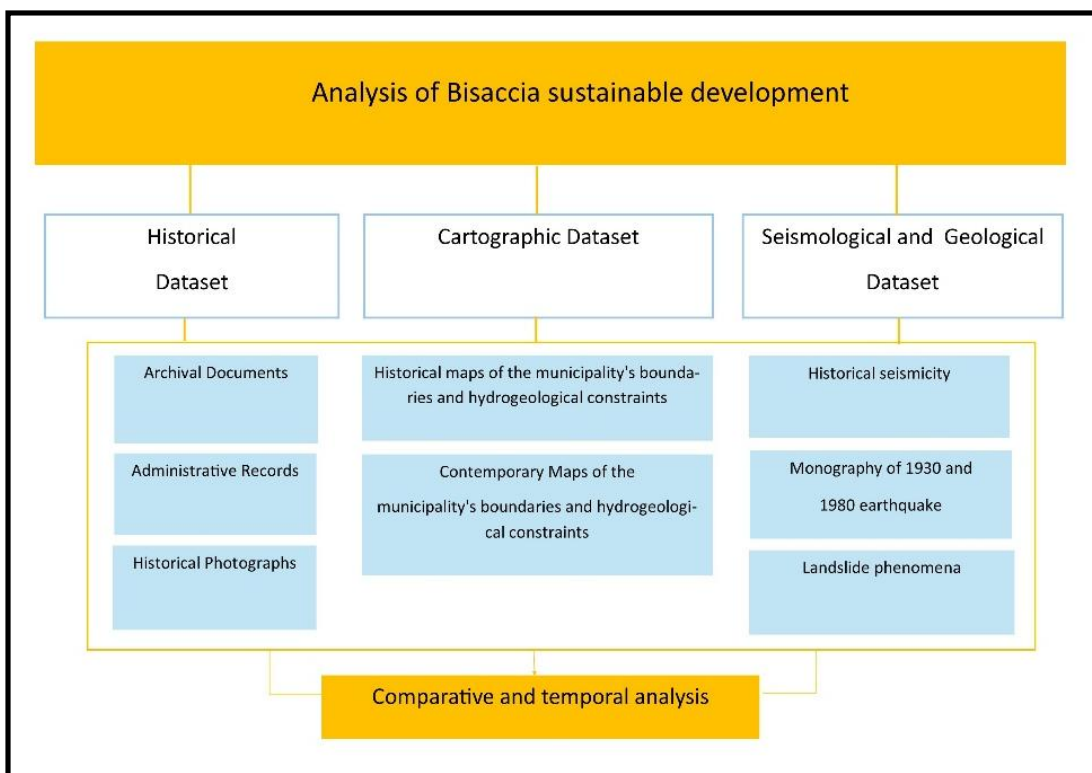 Analysis of Bisaccia sustainable development
Historical
Dataset
Cartographic Dataset
Seismological and Geological
Dataset
Archival Documents
Administrative Records
Historical Photographs
Historical maps of the municipality's bounda-
ries and hydrogeological constraints
Contemporary Maps of the
municipality's boundaries and hydrogeologi-
cal constraints
Historical seismicity
Monography of 1930 and
1980 earthquake
Landslide phenomena
Comparative and temporal analysis